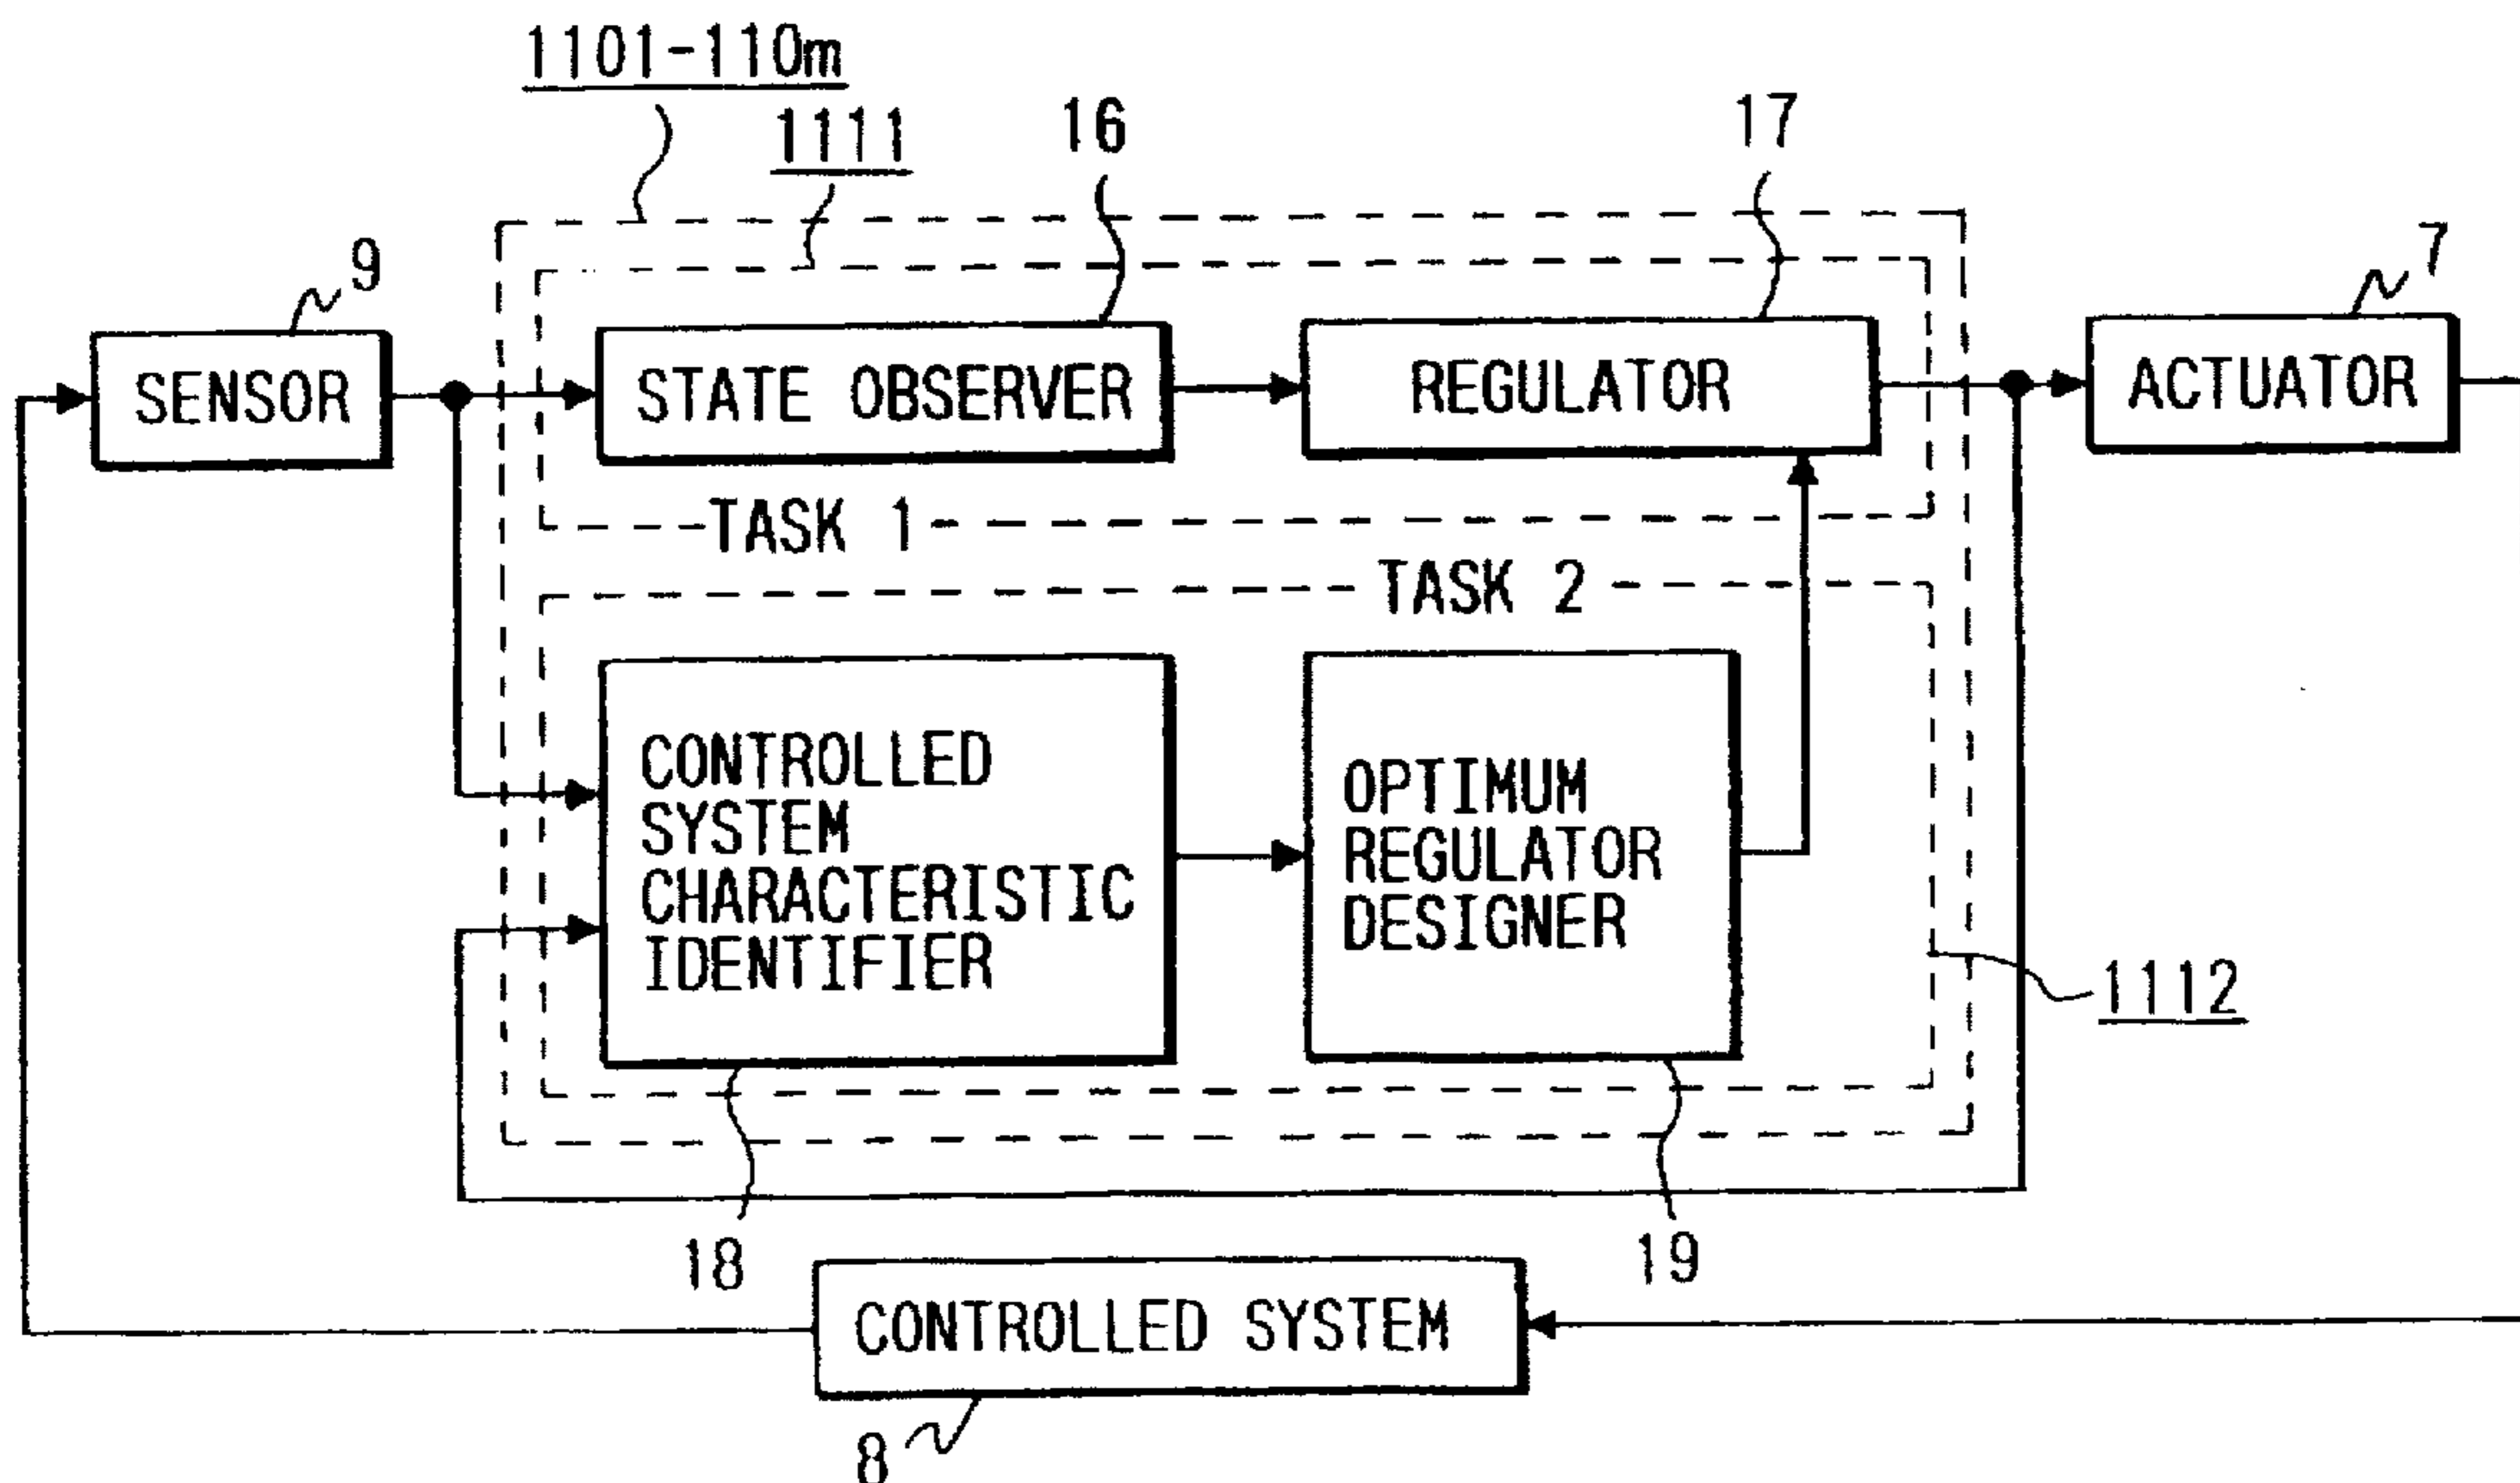 1101-110m
1111
16
17
9
7
SENSOR
STATE OBSERVER
REGULATOR
ACTUATOR
TASK 1
TASK 2
CONTROLLED
SYSTEM
CHARACTERISTIC
IDENTIFIER
OPTIMUM
REGULATOR
DESIGNER
1112
18
19
CONTROLLED SYSTEM
8